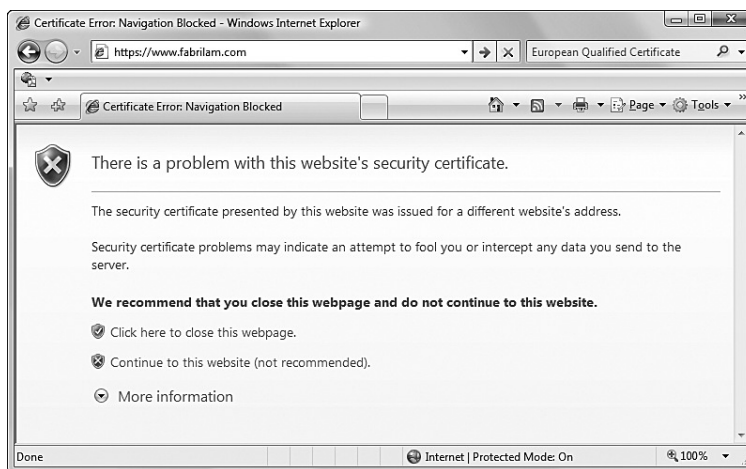 Certificate Error: Navigation Blocked - Windows Internet Explorer
https://www.fabrilam.com
European Qualified Certificate
Certificate Error: Navigation Blocked
Page
Tools
There is a problem with this website's security certificate.
The security certificate presented by this website was issued for a different website's address.
Security certificate problems may indicate an attempt to fool you or intercept any data you send to the
server.
We recommend that you close this webpage and do not continue to this website.
Click here to close this webpage.
Continue to this website (not recommended).
More information
Done
Internet | Protected Mode: On
100%